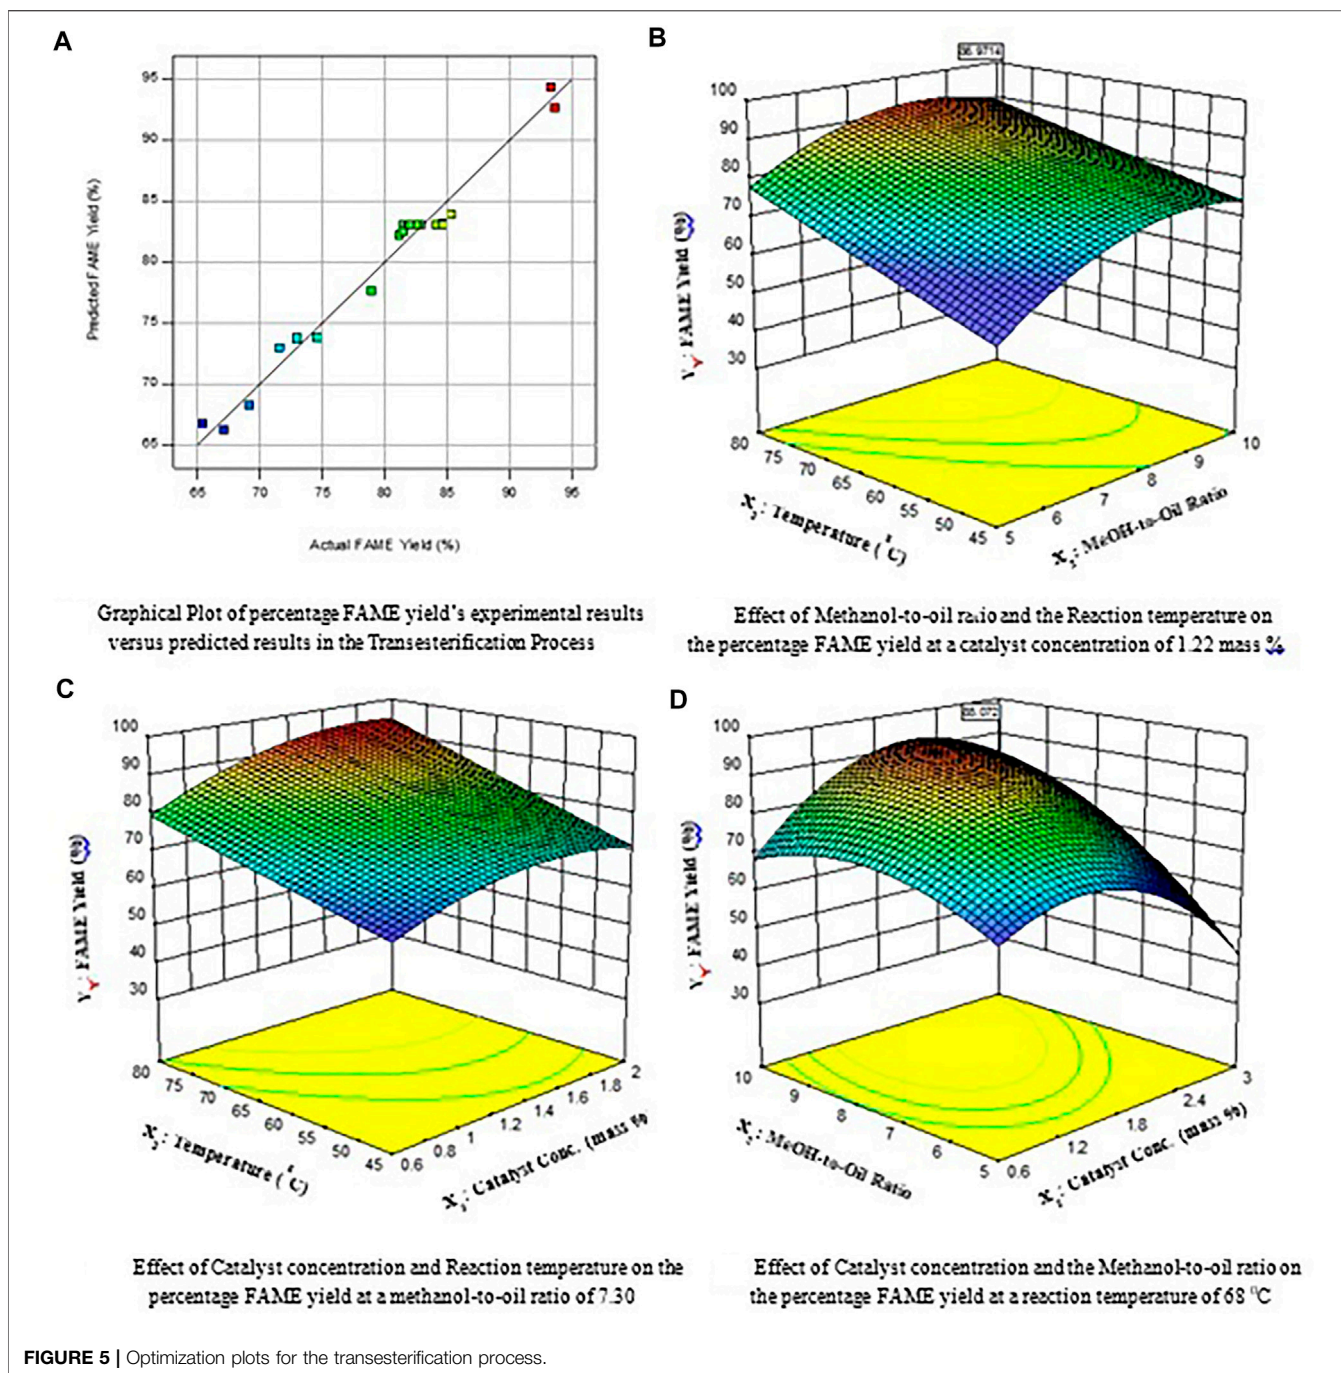 A
95
90
85
80
75
70
65
Predicted FAME Yield (%)
65 70 75 80 85 90 95
Actual FAME Yield (%)
Graphical Plot of percentage FAME yield's experimental results
versus predicted results in the Transesterification Process
B
100
90
80
70
60
50
40
30
Y : FAME Yield (%)
80 75 70 65 60 55 50 45
5 6 7 8 9 10
: Temperature (°C)
: MeOH-to-Oil Ratio
Effect of Methanol-to-oil ratio and the Reaction temperature on
the percentage FAME yield at a catalyst concentration of 1.22 mass %
C
100
90
80
70
60
50
40
30
Y : FAME Yield (%)
80 75 70 65 60 55 50 45
0.6 0.8 1 1.2 1.4 1.6 1.8 2
: Temperature (°C)
: Catalyst Conc. (mass %
Effect of Catalyst concentration and Reaction temperature on the
percentage FAME yield at a methanol-to-oil ratio of 7.30
D
100
90
80
70
60
50
40
30
Y : FAME Yield (%)
10 9 8 7 6 5
0.6 1.2 1.8 2.4 3
: MeOH-to-Oil Ratio
: Catalyst Conc. (mass %)
Effect of Catalyst concentration and the Methanol-to-oil ratio on
the percentage FAME yield at a reaction temperature of 68 °C
FIGURE 5 | Optimization plots for the transesterification process.